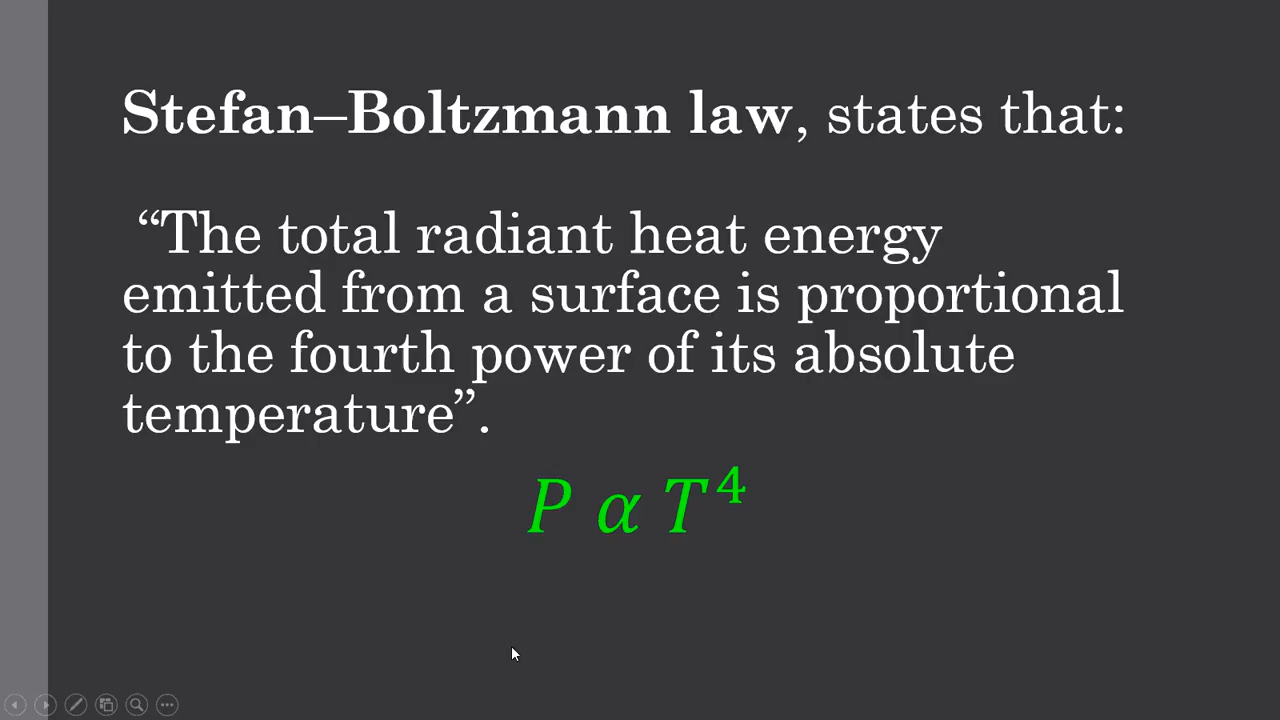 Stefan–Boltzmann law, states that:
“The total radiant heat energy
emitted from a surface is proportional
to the fourth power of its absolute
temperature”.
P α T⁴